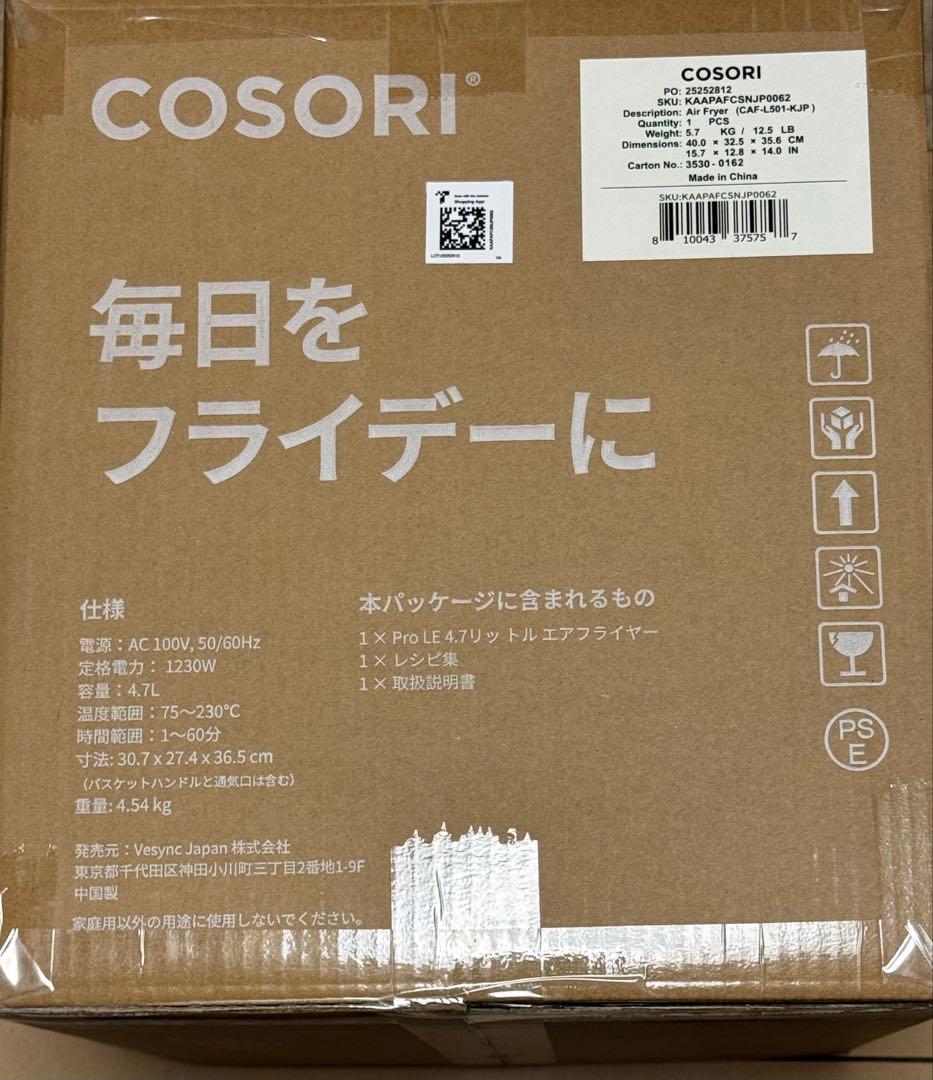 COSORI®
COSORI
PO: 25252812
SKU: KAAPAFCSNJP0062
Description: Air Fryer (CAF-L501-KJP )
Quantity: 1 PCS
Weight: 5.7 KG / 12.5 LB
Dimensions: 40.0 × 32.5 × 35.6 CM
15.7 × 12.8 × 14.0 IN
Carton No.: 3530 - 0162
Made in China
SKU:KAAPAFCSNJP0062
8 10043 37575 7
Shopping App
KAAPAFCSNJP0062
毎日を
フライデーに
仕様
電源：AC 100V, 50/60Hz
定格電力： 1230W
容量：4.7L
温度範囲：75～230℃
時間範囲：1～60分
寸法: 30.7 x 27.4 x 36.5 cm
（バスケットハンドルと通気口は含む）
重量: 4.54 kg
本パッケージに含まれるもの
1 × Pro LE 4.7リットル エアフライヤー
1 × レシピ集
1 × 取扱説明書
PS
E
発売元：Vesync Japan 株式会社
東京都千代田区神田小川町三丁目2番地1-9F
中国製
家庭用以外の用途に使用しないでください。